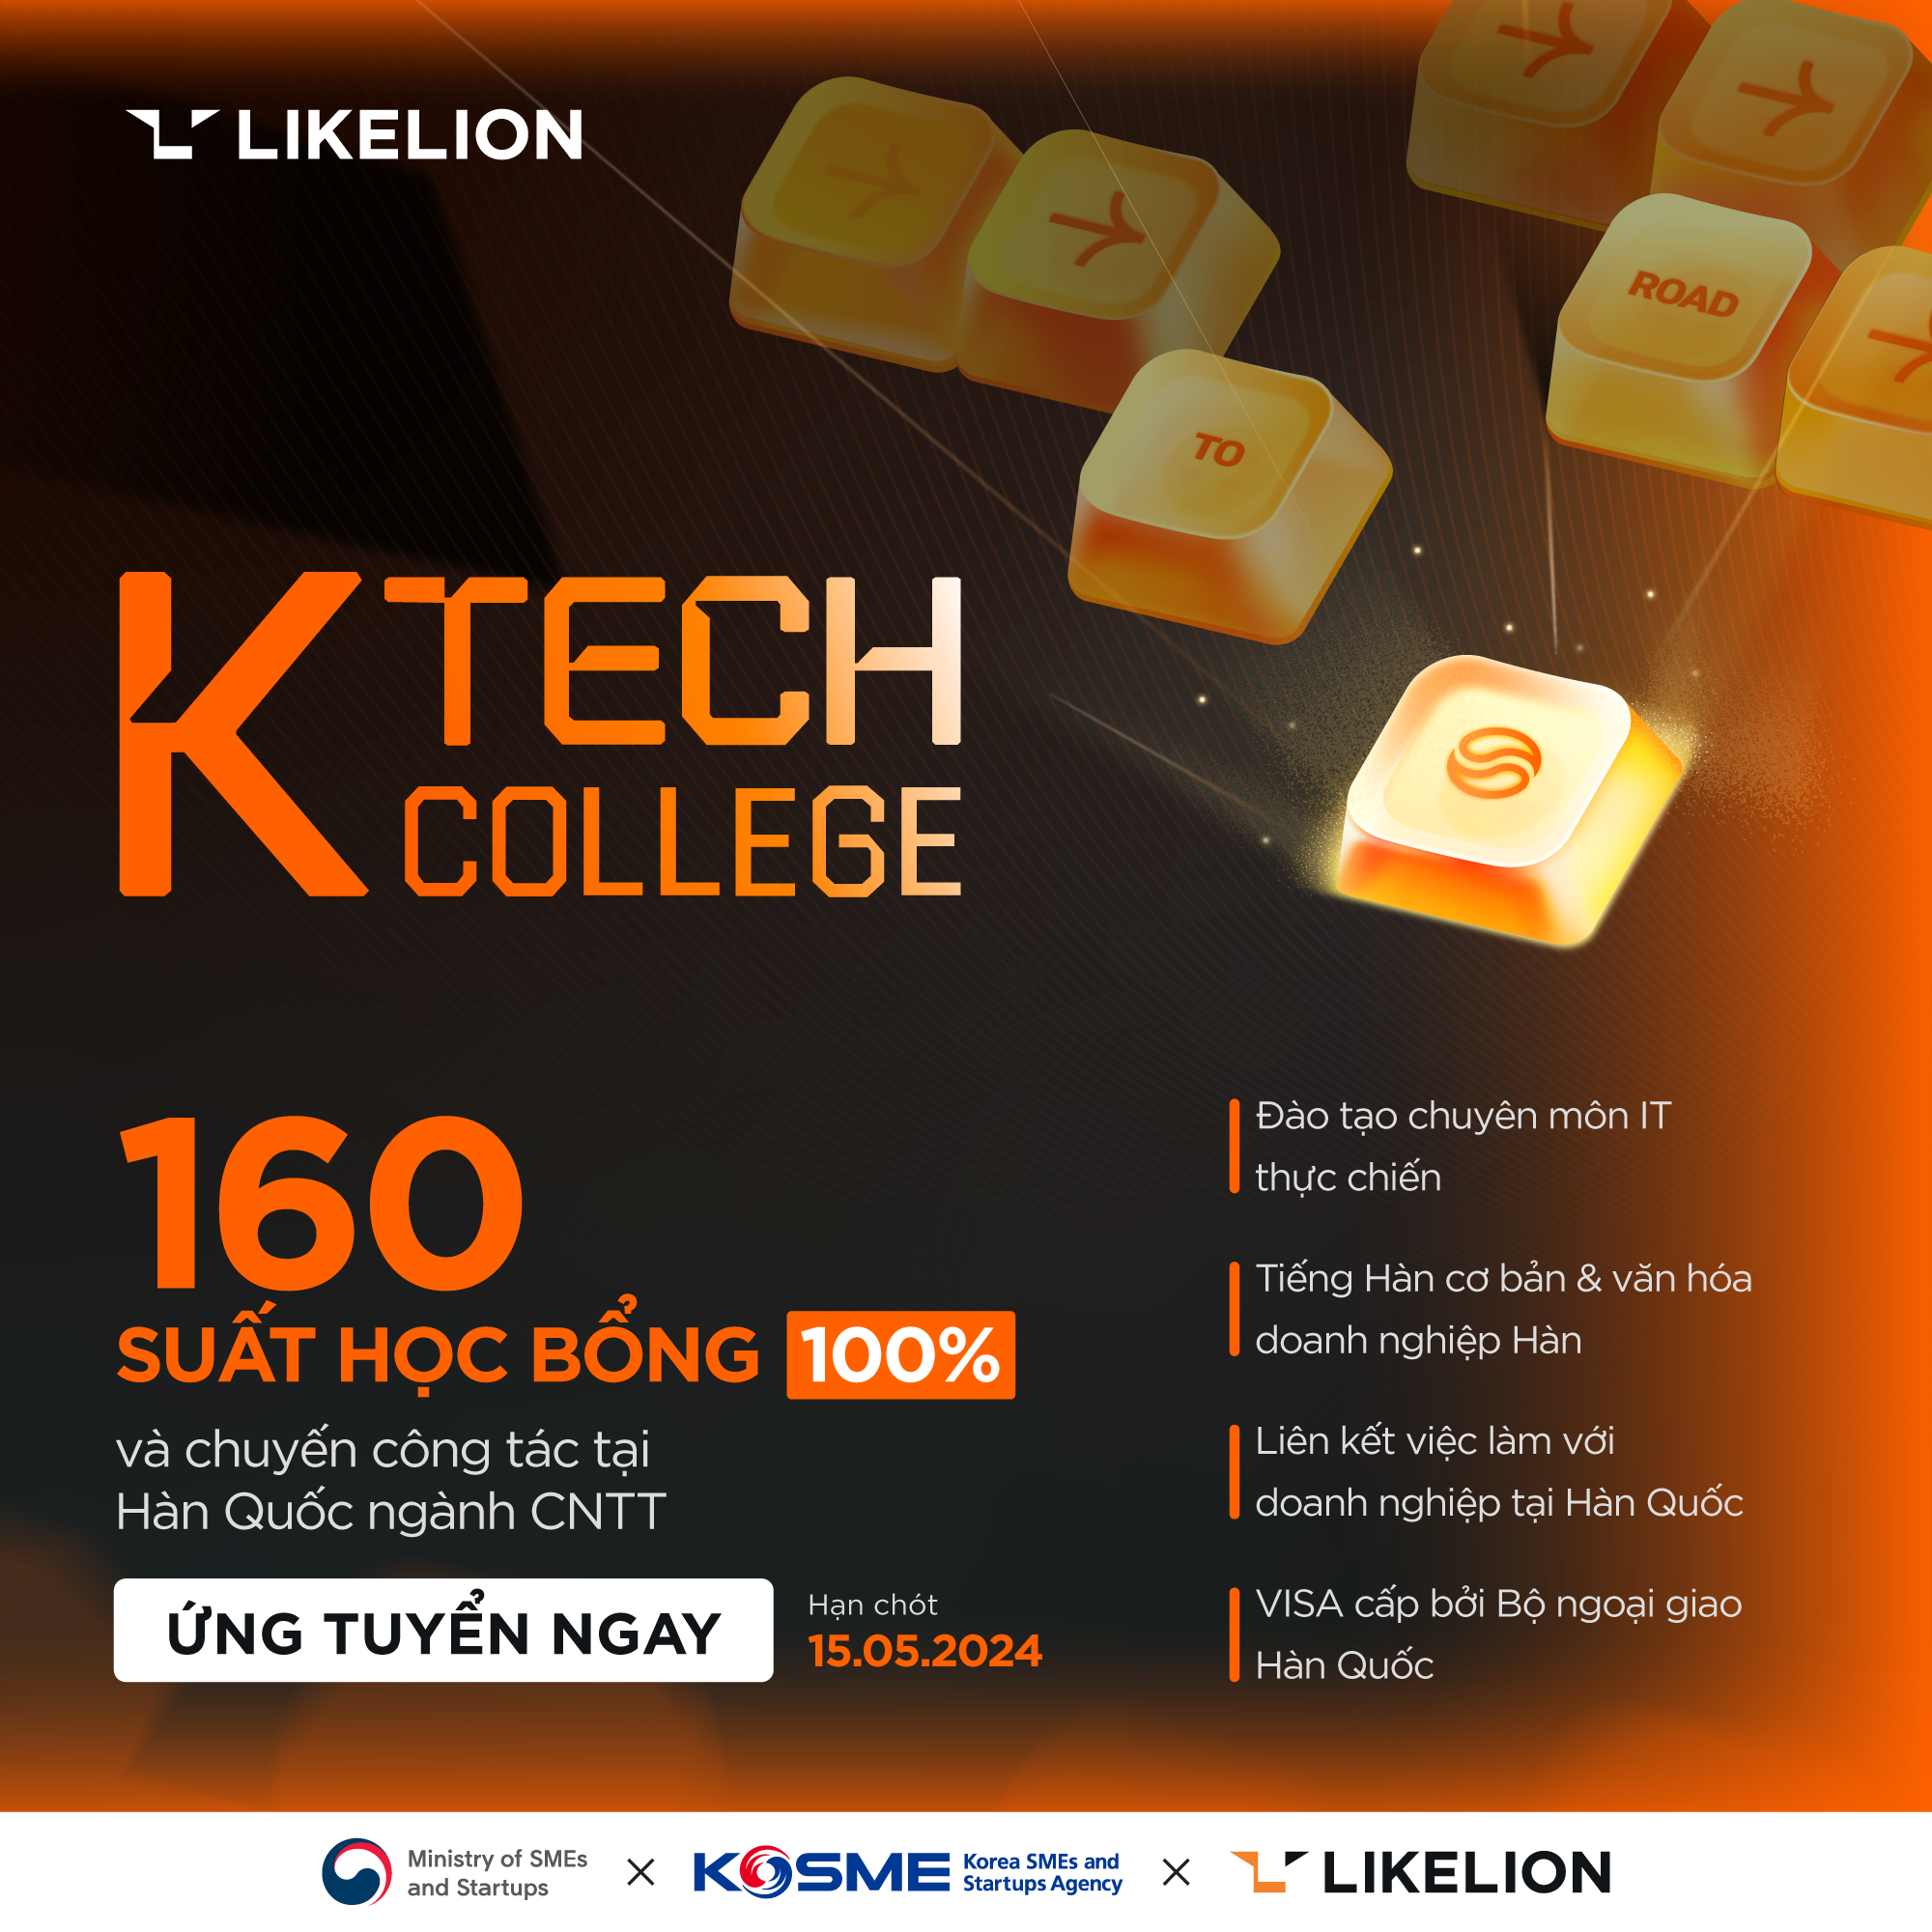 LIKELION
ROAD
TO
K TECH
COLLEGE
160
SUẤT HỌC BỔNG 100%
và chuyến công tác tại
Hàn Quốc ngành CNTT
ỨNG TUYỂN NGAY
Hạn chót
15.05.2024
Đào tạo chuyên môn IT
thực chiến
Tiếng Hàn cơ bản & văn hóa
doanh nghiệp Hàn
Liên kết việc làm với
doanh nghiệp tại Hàn Quốc
VISA cấp bởi Bộ ngoại giao
Hàn Quốc
Ministry of SMEs
and Startups
×
KOSME
Korea SMEs and
Startups Agency
×
LIKELION